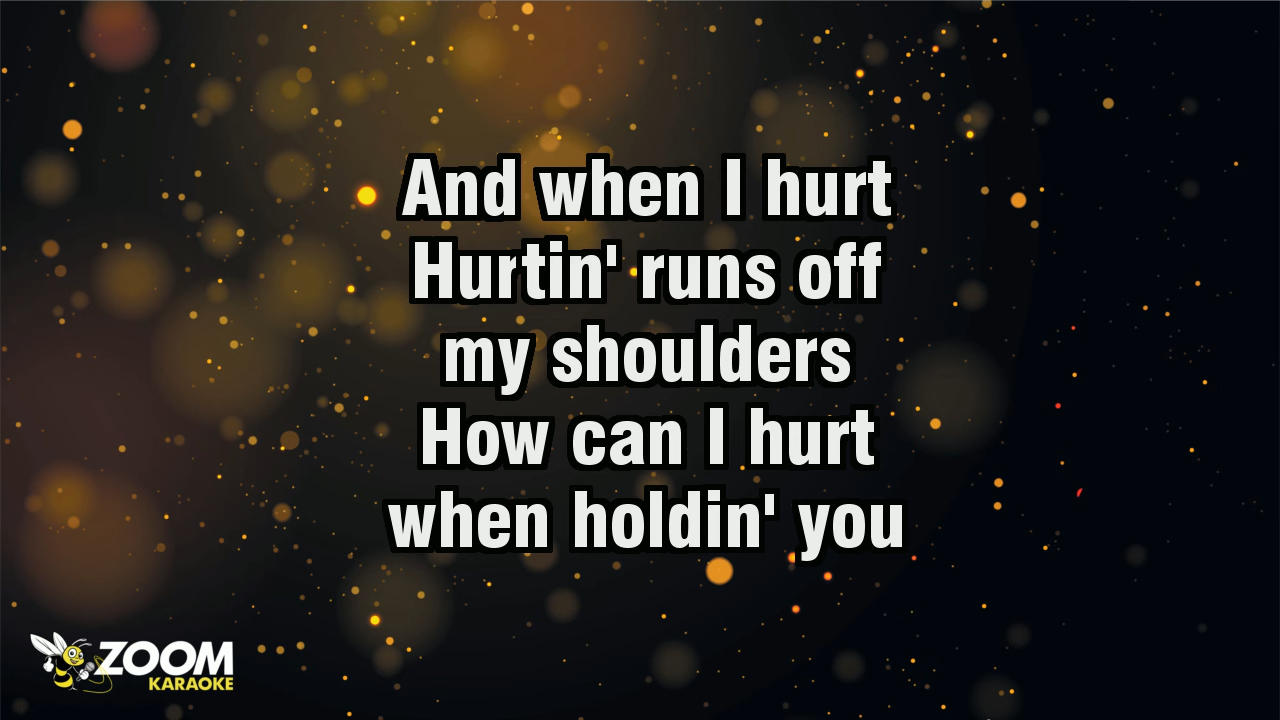 And when I hurt
Hurtin' runs off
my shoulders
How can I hurt
when holdin' you
ZOOM
KARAOKE